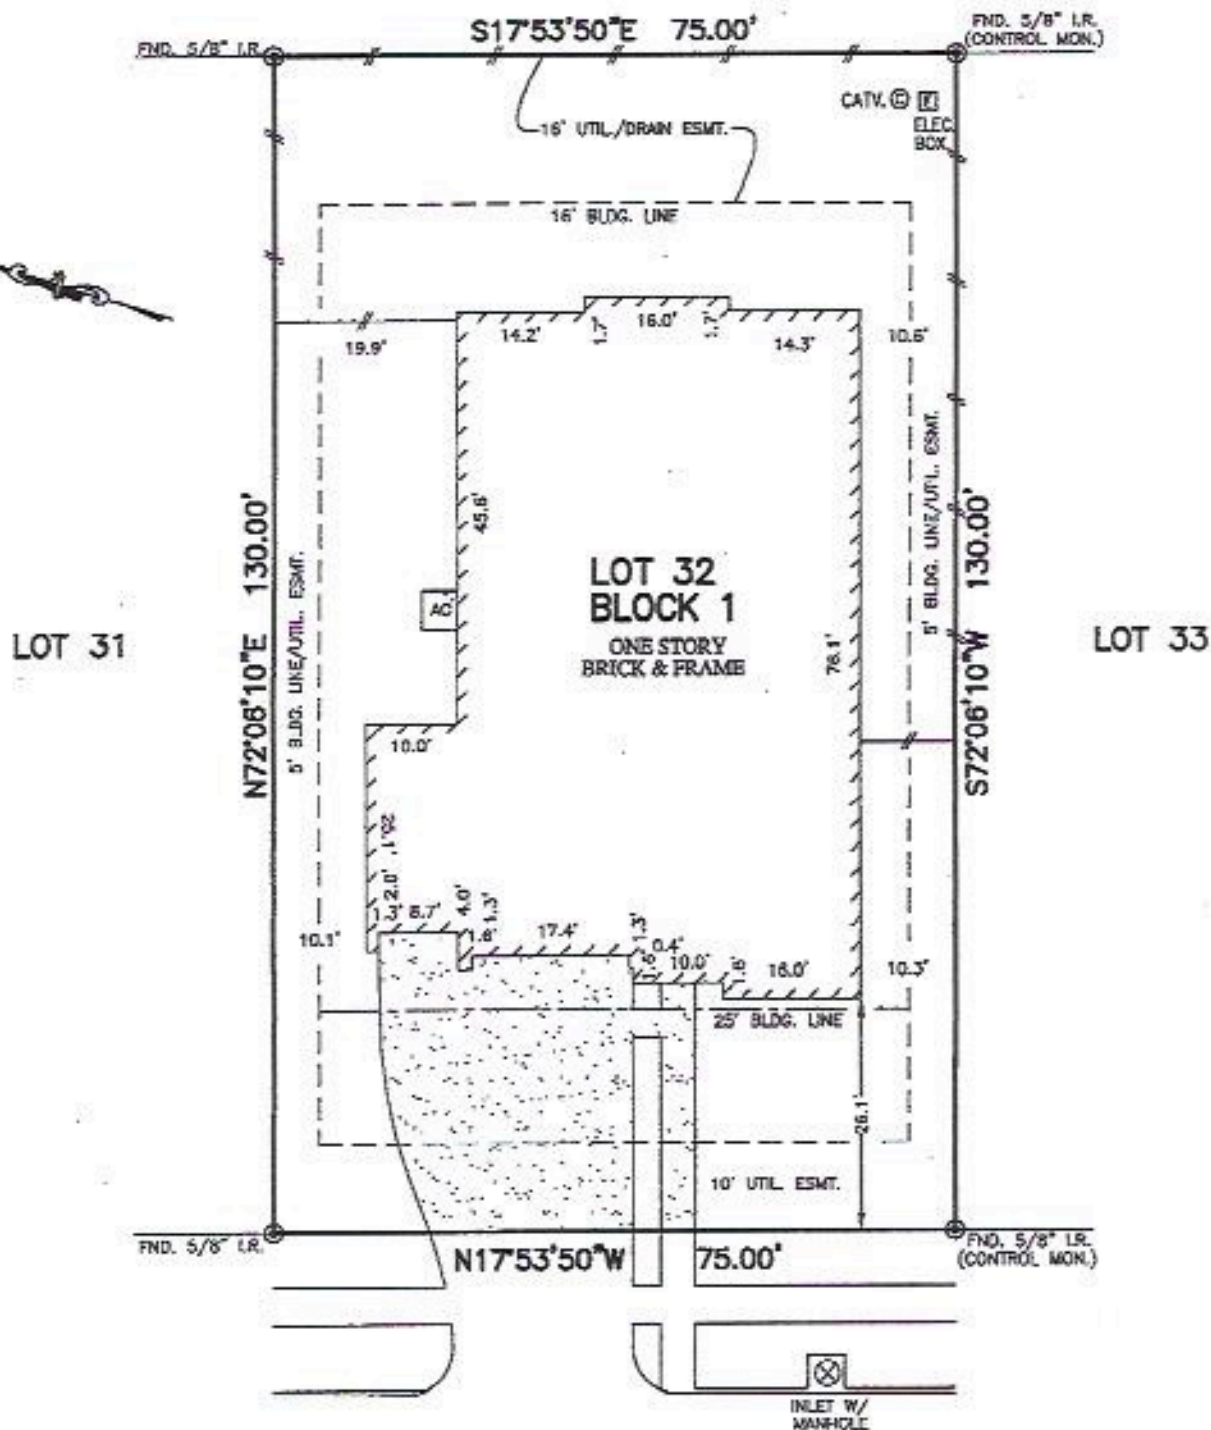 S17°53'50"E 75.00'
FND. 5/8" I.R.
FND. 5/8" I.R.
(CONTROL MON.)
CATV. Ⓒ E
ELEC.
BOX
16' UTIL./DRAIN ESMT.
16' BLDG. LINE
14.2'
1.7'
16.0'
1.7'
14.3'
10.6'
19.9'
45.6'
5' BLDG. LINE/UTIL. ESMT.
N72°06'10"E 130.00'
LOT 31
5' BLDG. LINE/UTIL. ESMT.
S72°06'10"W 130.00'
LOT 33
LOT 32
BLOCK 1
ONE STORY
BRICK & FRAME
AC
76.1'
10.0'
25.1'
2.0'
1.3'
8.7'
4.0'
1.3'
1.6'
17.4'
1.3'
0.4'
1.6'
10.0'
1.6'
16.0'
10.1'
10.3'
25' BLDG. LINE
26.1'
10' UTIL. ESMT.
FND. 5/8" I.R.
N17°53'50"W 75.00'
FND. 5/8" I.R.
(CONTROL MON.)
INLET W/
MANHOLE